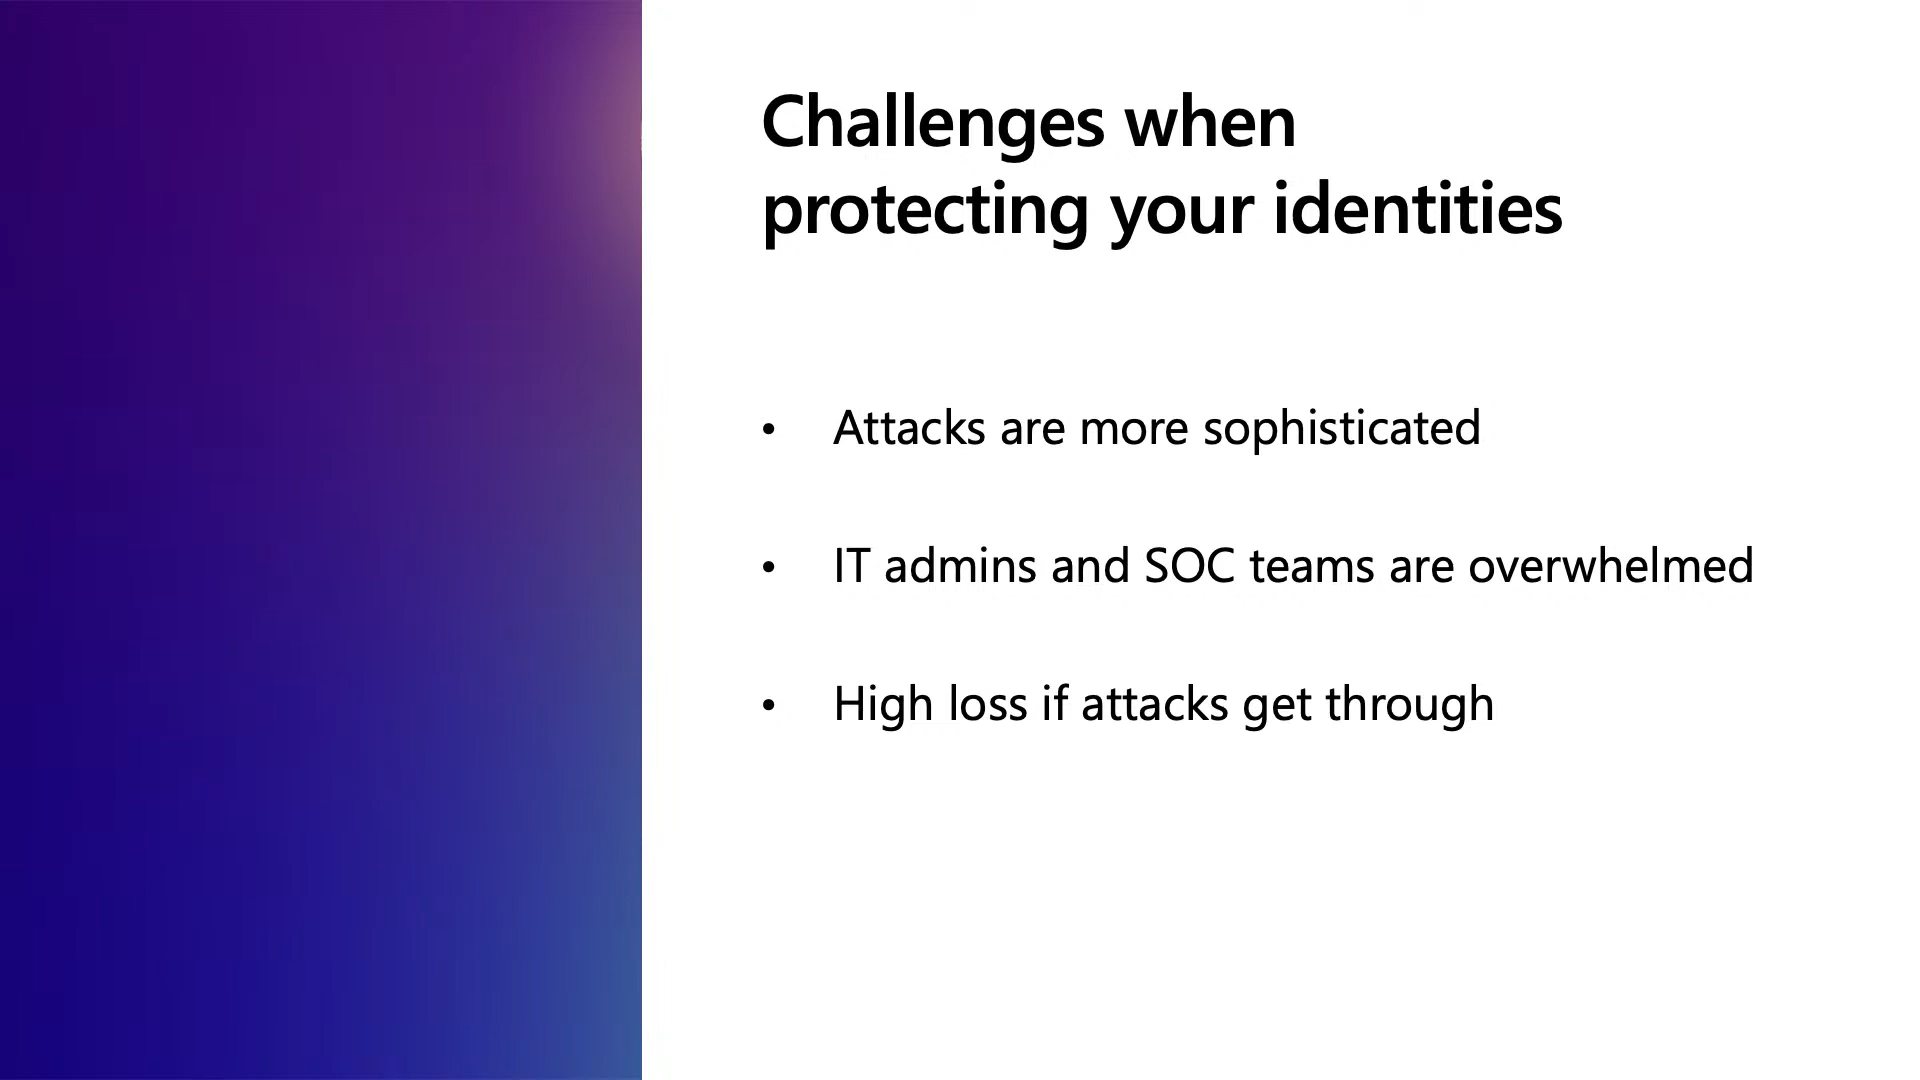 Challenges when
protecting your identities
• Attacks are more sophisticated
• IT admins and SOC teams are overwhelmed
• High loss if attacks get through